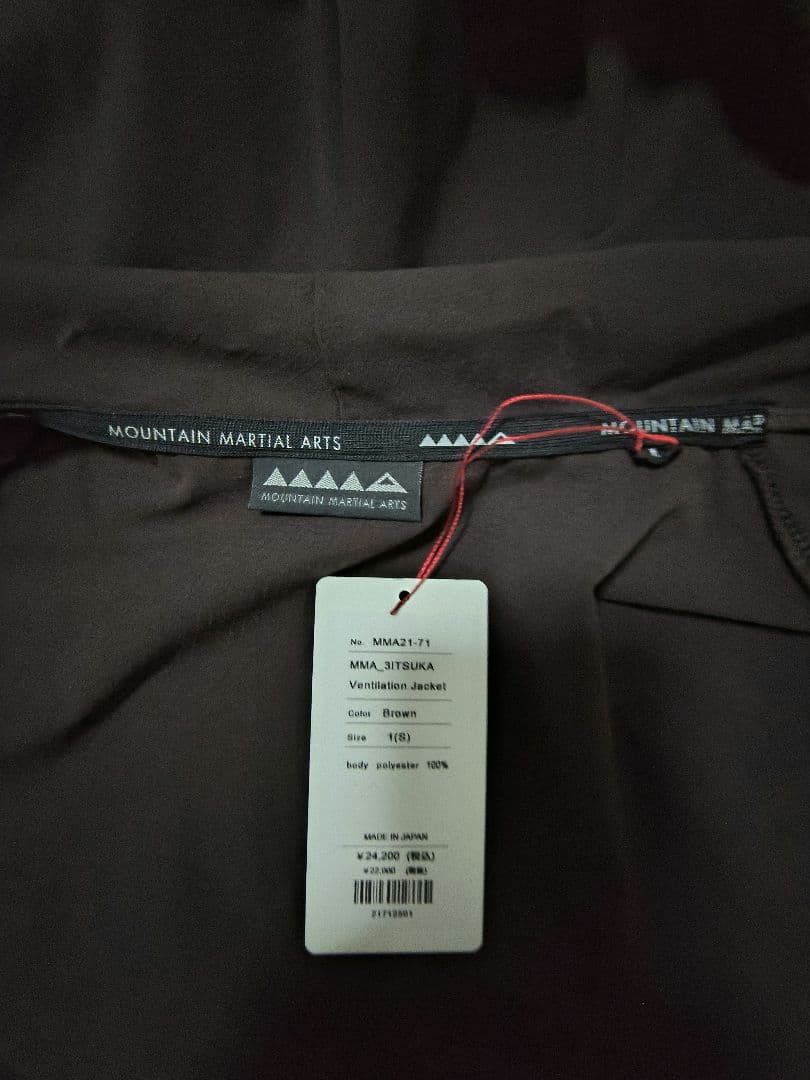 MOUNTAIN MARTIAL ARTS
MOUNTAIN MAR
MOUNTAIN MARTIAL ARTS
No. MMA21-71
MMA_3ITSUKA
Ventilation Jacket
Color Brown
Size 1(S)
body polyester 100%
MADE IN JAPAN
¥24,200 (税込)
¥22,000 (税抜)
21712501